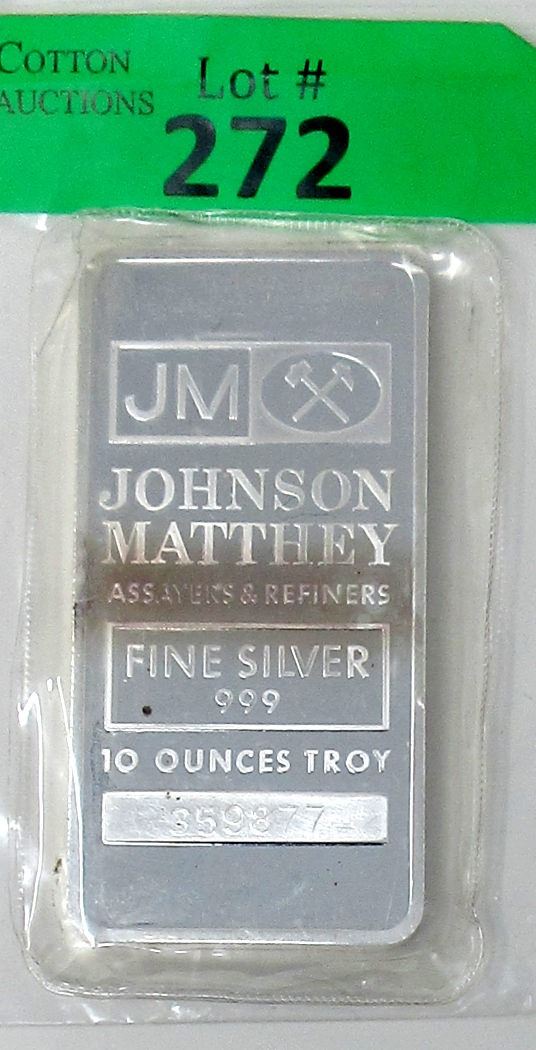 COTTON
AUCTIONS
Lot #
272
JM
JOHNSON
MATTHEY
ASSAYERS & REFINERS
FINE SILVER
999
10 OUNCES TROY
359877